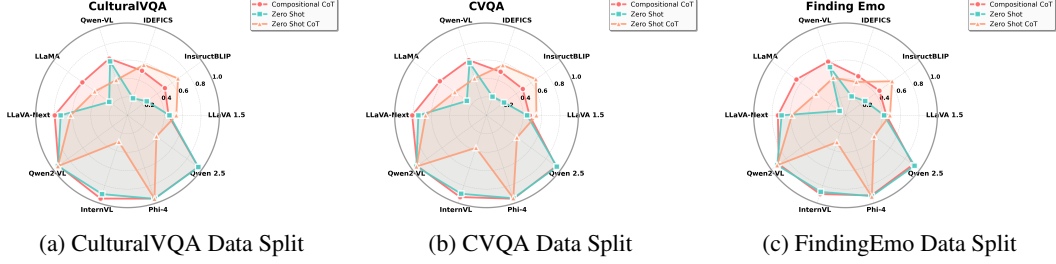 CulturalVQA
Compositional CoT
Zero Shot
Zero Shot CoT
Qwen-VL
IDEFICS
LLaMA
InsructBLIP
1.0
0.8
0.6
0.4
0.2
LLaVA-Next
LLaVA 1.5
Qwen2-VL
Qwen 2.5
InternVL
Phi-4
(a) CulturalVQA Data Split
CVQA
Compositional CoT
Zero Shot
Zero Shot CoT
Qwen-VL
IDEFICS
LLaMA
InsructBLIP
1.0
0.8
0.6
0.4
0.2
LLaVA-Next
LLaVA 1.5
Qwen2-VL
Qwen 2.5
InternVL
Phi-4
(b) CVQA Data Split
Finding Emo
Compositional CoT
Zero Shot
Zero Shot CoT
Qwen-VL
IDEFICS
LLaMA
InsructBLIP
1.0
0.8
0.6
0.4
0.2
LLaVA-Next
LLaVA 1.5
Qwen2-VL
Qwen 2.5
InternVL
Phi-4
(c) FindingEmo Data Split